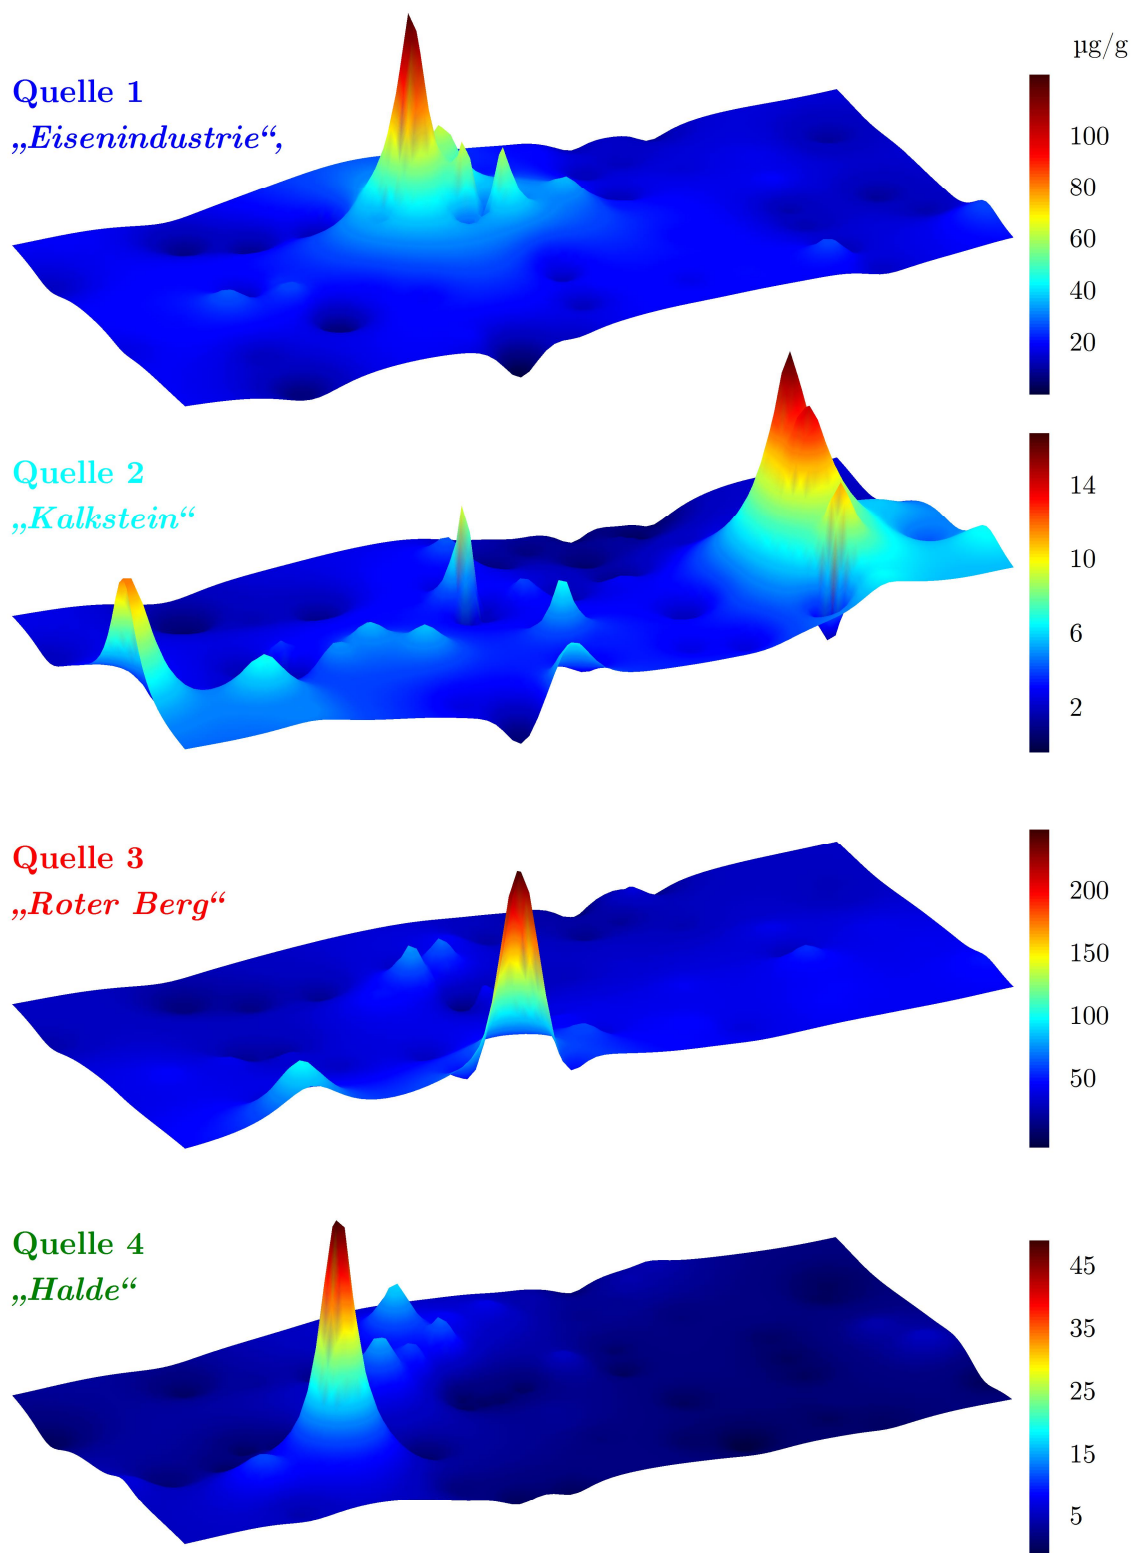 µg/g
Quelle 1
„Eisenindustrie“,
100
80
60
40
20
Quelle 2
„Kalkstein“
14
10
6
2
Quelle 3
„Roter Berg“
200
150
100
50
Quelle 4
„Halde“
45
35
25
15
5